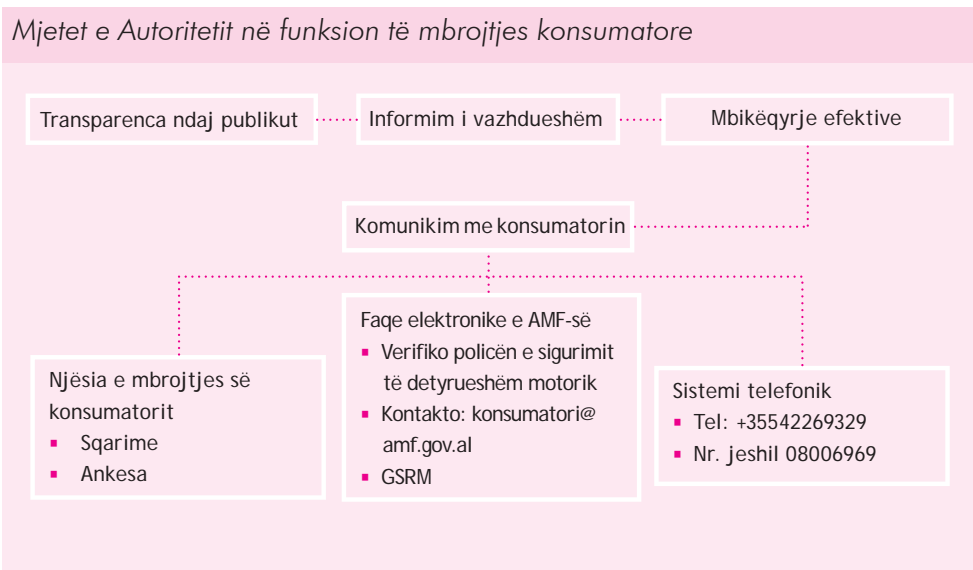 Mjetet e Autoritetit në funksion të mbrojtjes konsumatore
Transparenca ndaj publikut
Informim i vazhdueshëm
Mbikëqyrje efektive
Komunikim me konsumatorin
Njësia e mbrojtjes së
konsumatorit
▪ Sqarime
▪ Ankesa
Faqe elektronike e AMF-së
▪ Verifiko policën e sigurimit
të detyrueshëm motorik
▪ Kontakto: konsumatori@
amf.gov.al
▪ GSRM
Sistemi telefonik
▪ Tel: +35542269329
▪ Nr. jeshil 08006969